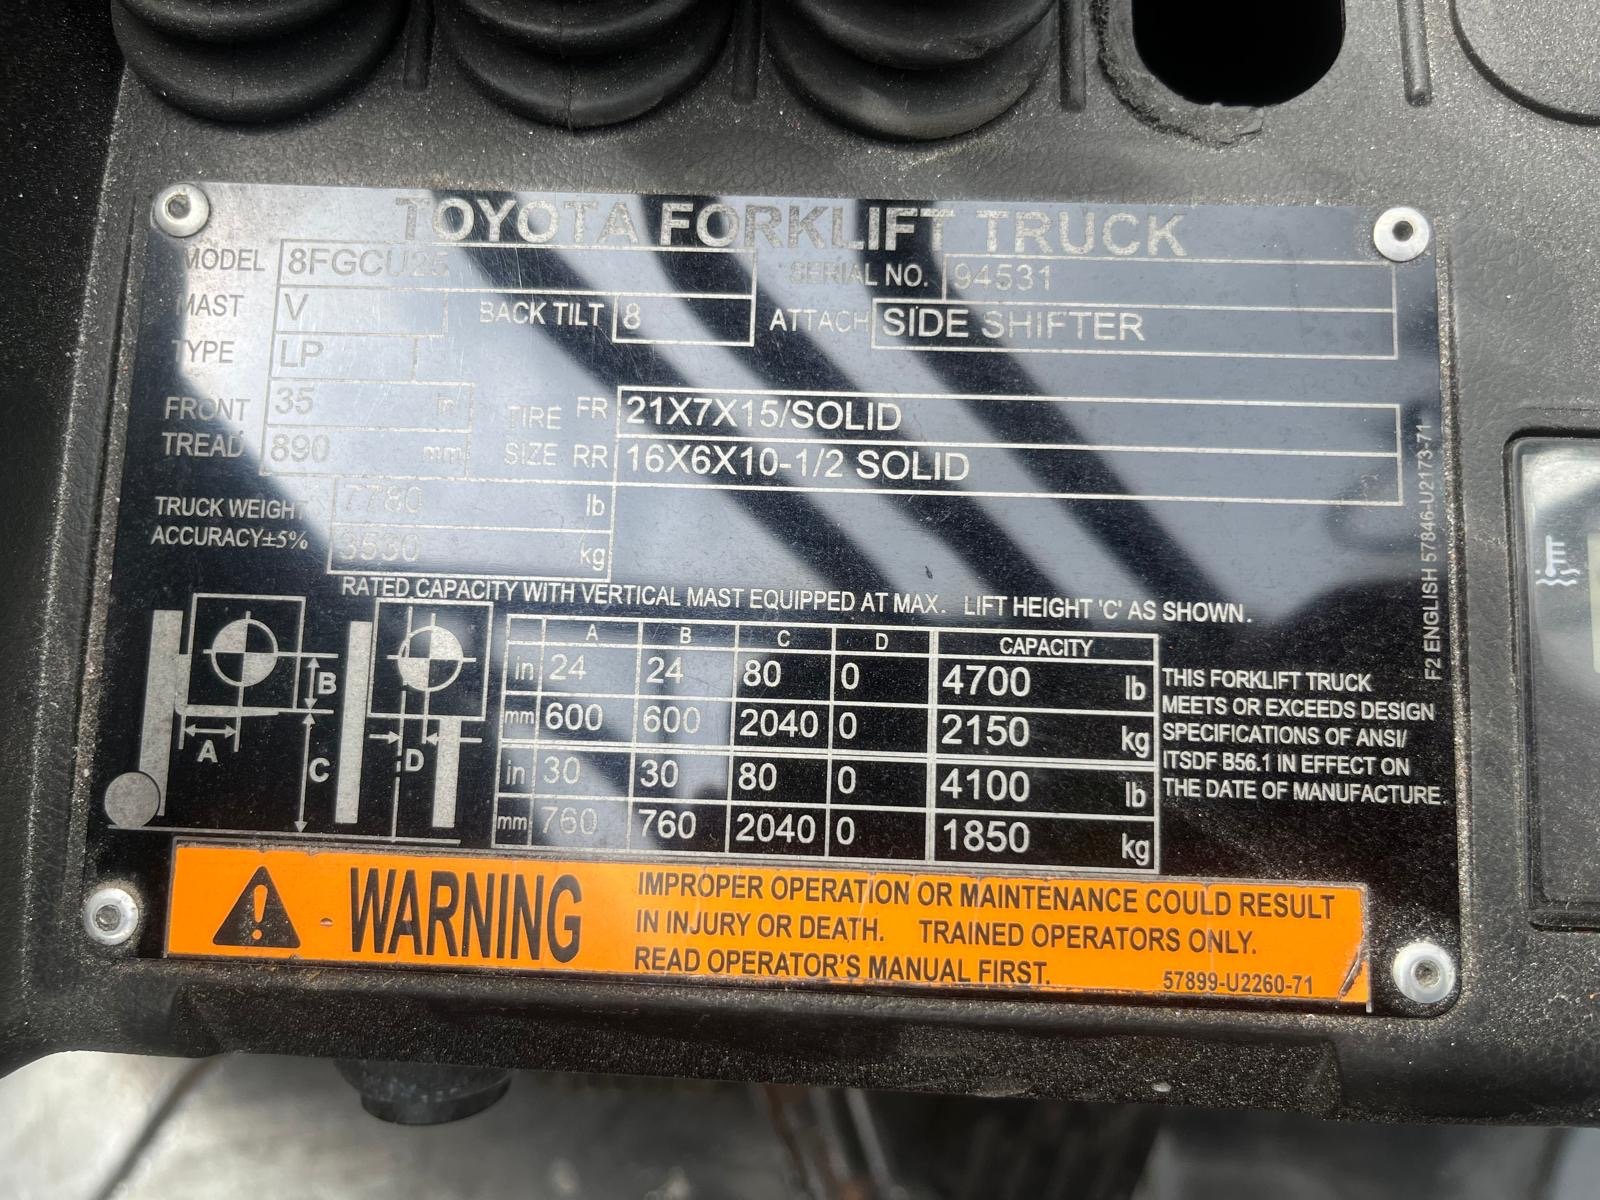 TOYOTA FORKLIFT TRUCK
MODEL 8FGCU25 SERIAL NO. 94531
MAST V BACK TILT 8 ATTACH SIDE SHIFTER
TYPE LP
FRONT TREAD 35 in
890 mm
TIRE SIZE FR 21X7X15/SOLID
RR 16X6X10-1/2 SOLID
TRUCK WEIGHT 7780 lb
ACCURACY±5% 3530 kg
RATED CAPACITY WITH VERTICAL MAST EQUIPPED AT MAX. LIFT HEIGHT 'C' AS SHOWN.
A B C D CAPACITY
in 24 24 80 0 4700 lb
mm 600 600 2040 0 2150 kg
in 30 30 80 0 4100 lb
mm 760 760 2040 0 1850 kg
B
A
C
D
THIS FORKLIFT TRUCK
MEETS OR EXCEEDS DESIGN
SPECIFICATIONS OF ANSI/
ITSDF B56.1 IN EFFECT ON
THE DATE OF MANUFACTURE.
F2 ENGLISH 57846-U2173-71
WARNING
IMPROPER OPERATION OR MAINTENANCE COULD RESULT
IN INJURY OR DEATH. TRAINED OPERATORS ONLY.
READ OPERATOR'S MANUAL FIRST.
57899-U2260-71